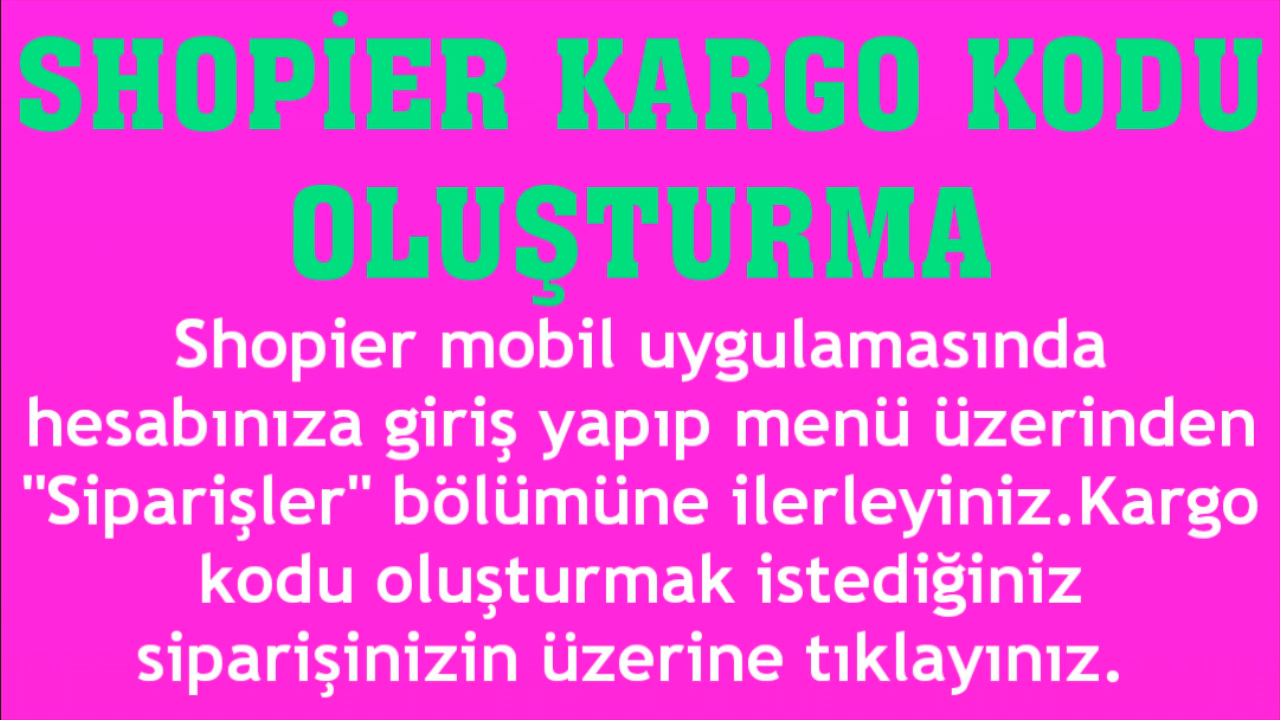 SHOPİER KARGO KODU
OLUŞTURMA
Shopier mobil uygulamasında
hesabınıza giriş yapıp menü üzerinden
"Siparişler" bölümüne ilerleyiniz.Kargo
kodu oluşturmak istediğiniz
siparişinizin üzerine tıklayınız.